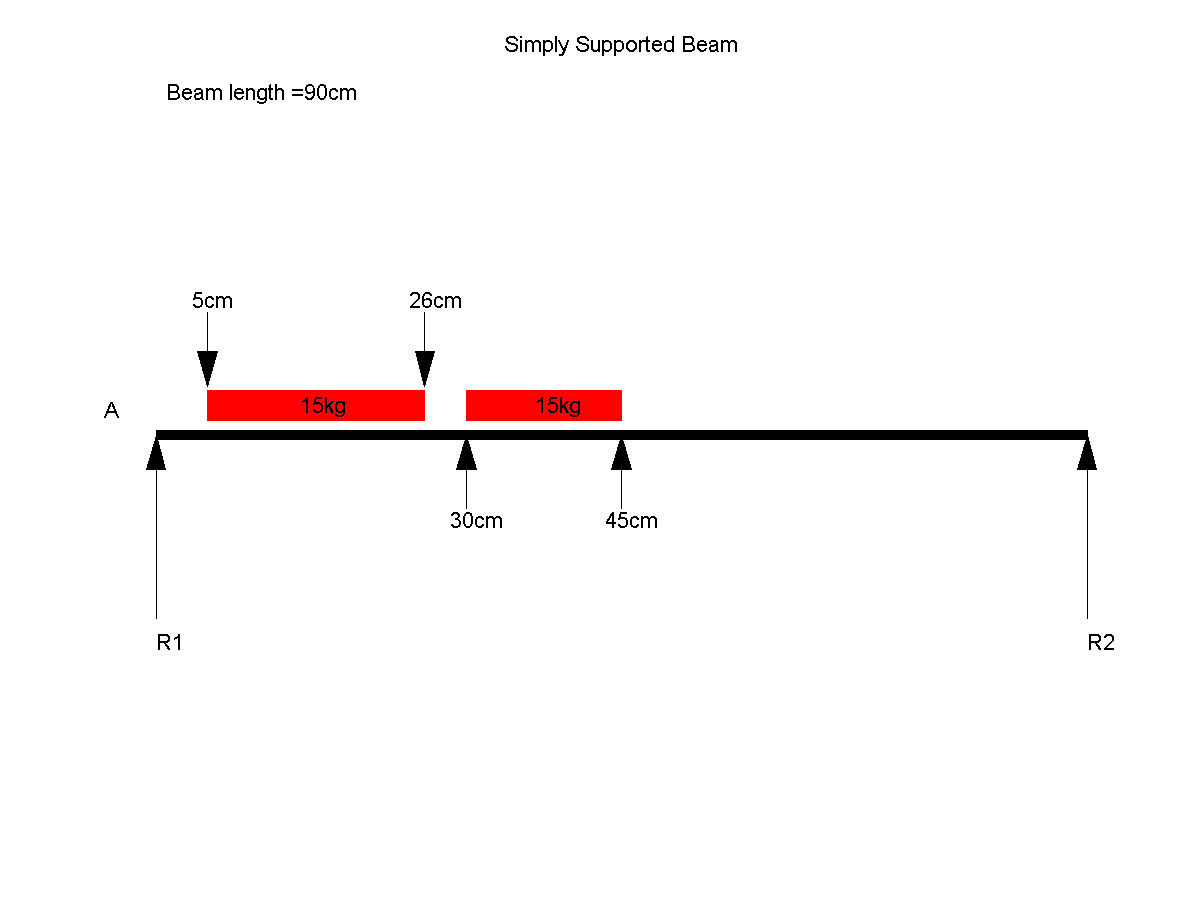 Simply Supported Beam
Beam length =90cm
5cm
26cm
15kg
15kg
A
30cm
45cm
R1
R2